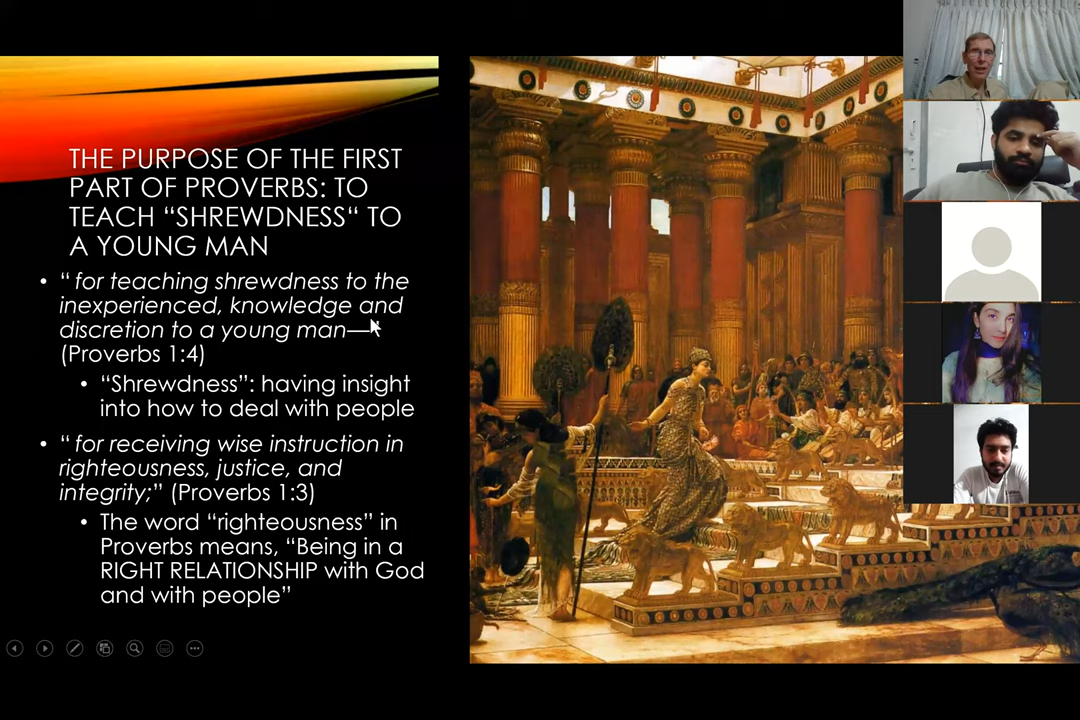 THE PURPOSE OF THE FIRST
PART OF PROVERBS: TO
TEACH “SHREWDNESS“ TO
A YOUNG MAN
• “ for teaching shrewdness to the
inexperienced, knowledge and
discretion to a young man—
(Proverbs 1:4)
• “Shrewdness”: having insight
into how to deal with people
• “ for receiving wise instruction in
righteousness, justice, and
integrity;” (Proverbs 1:3)
• The word “righteousness” in
Proverbs means, “Being in a
RIGHT RELATIONSHIP with God
and with people”